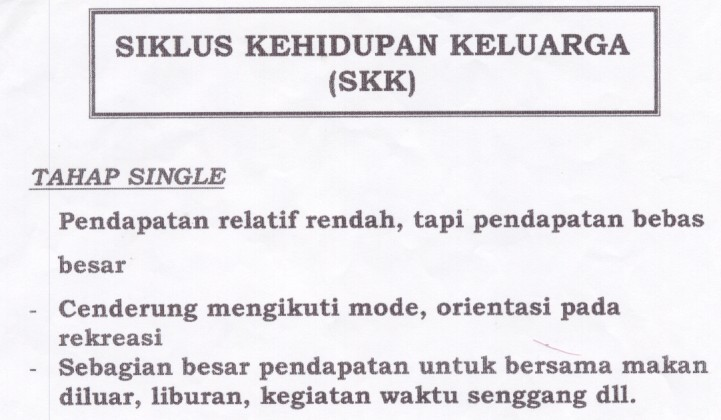 SIKLUS KEHIDUPAN KELUARGA
(SKK)
TAHAP SINGLE
Pendapatan relatif rendah, tapi pendapatan bebas
besar
- Cenderung mengikuti mode, orientasi pada
rekreasi
- Sebagian besar pendapatan untuk bersama makan
diluar, liburan, kegiatan waktu senggang dll.